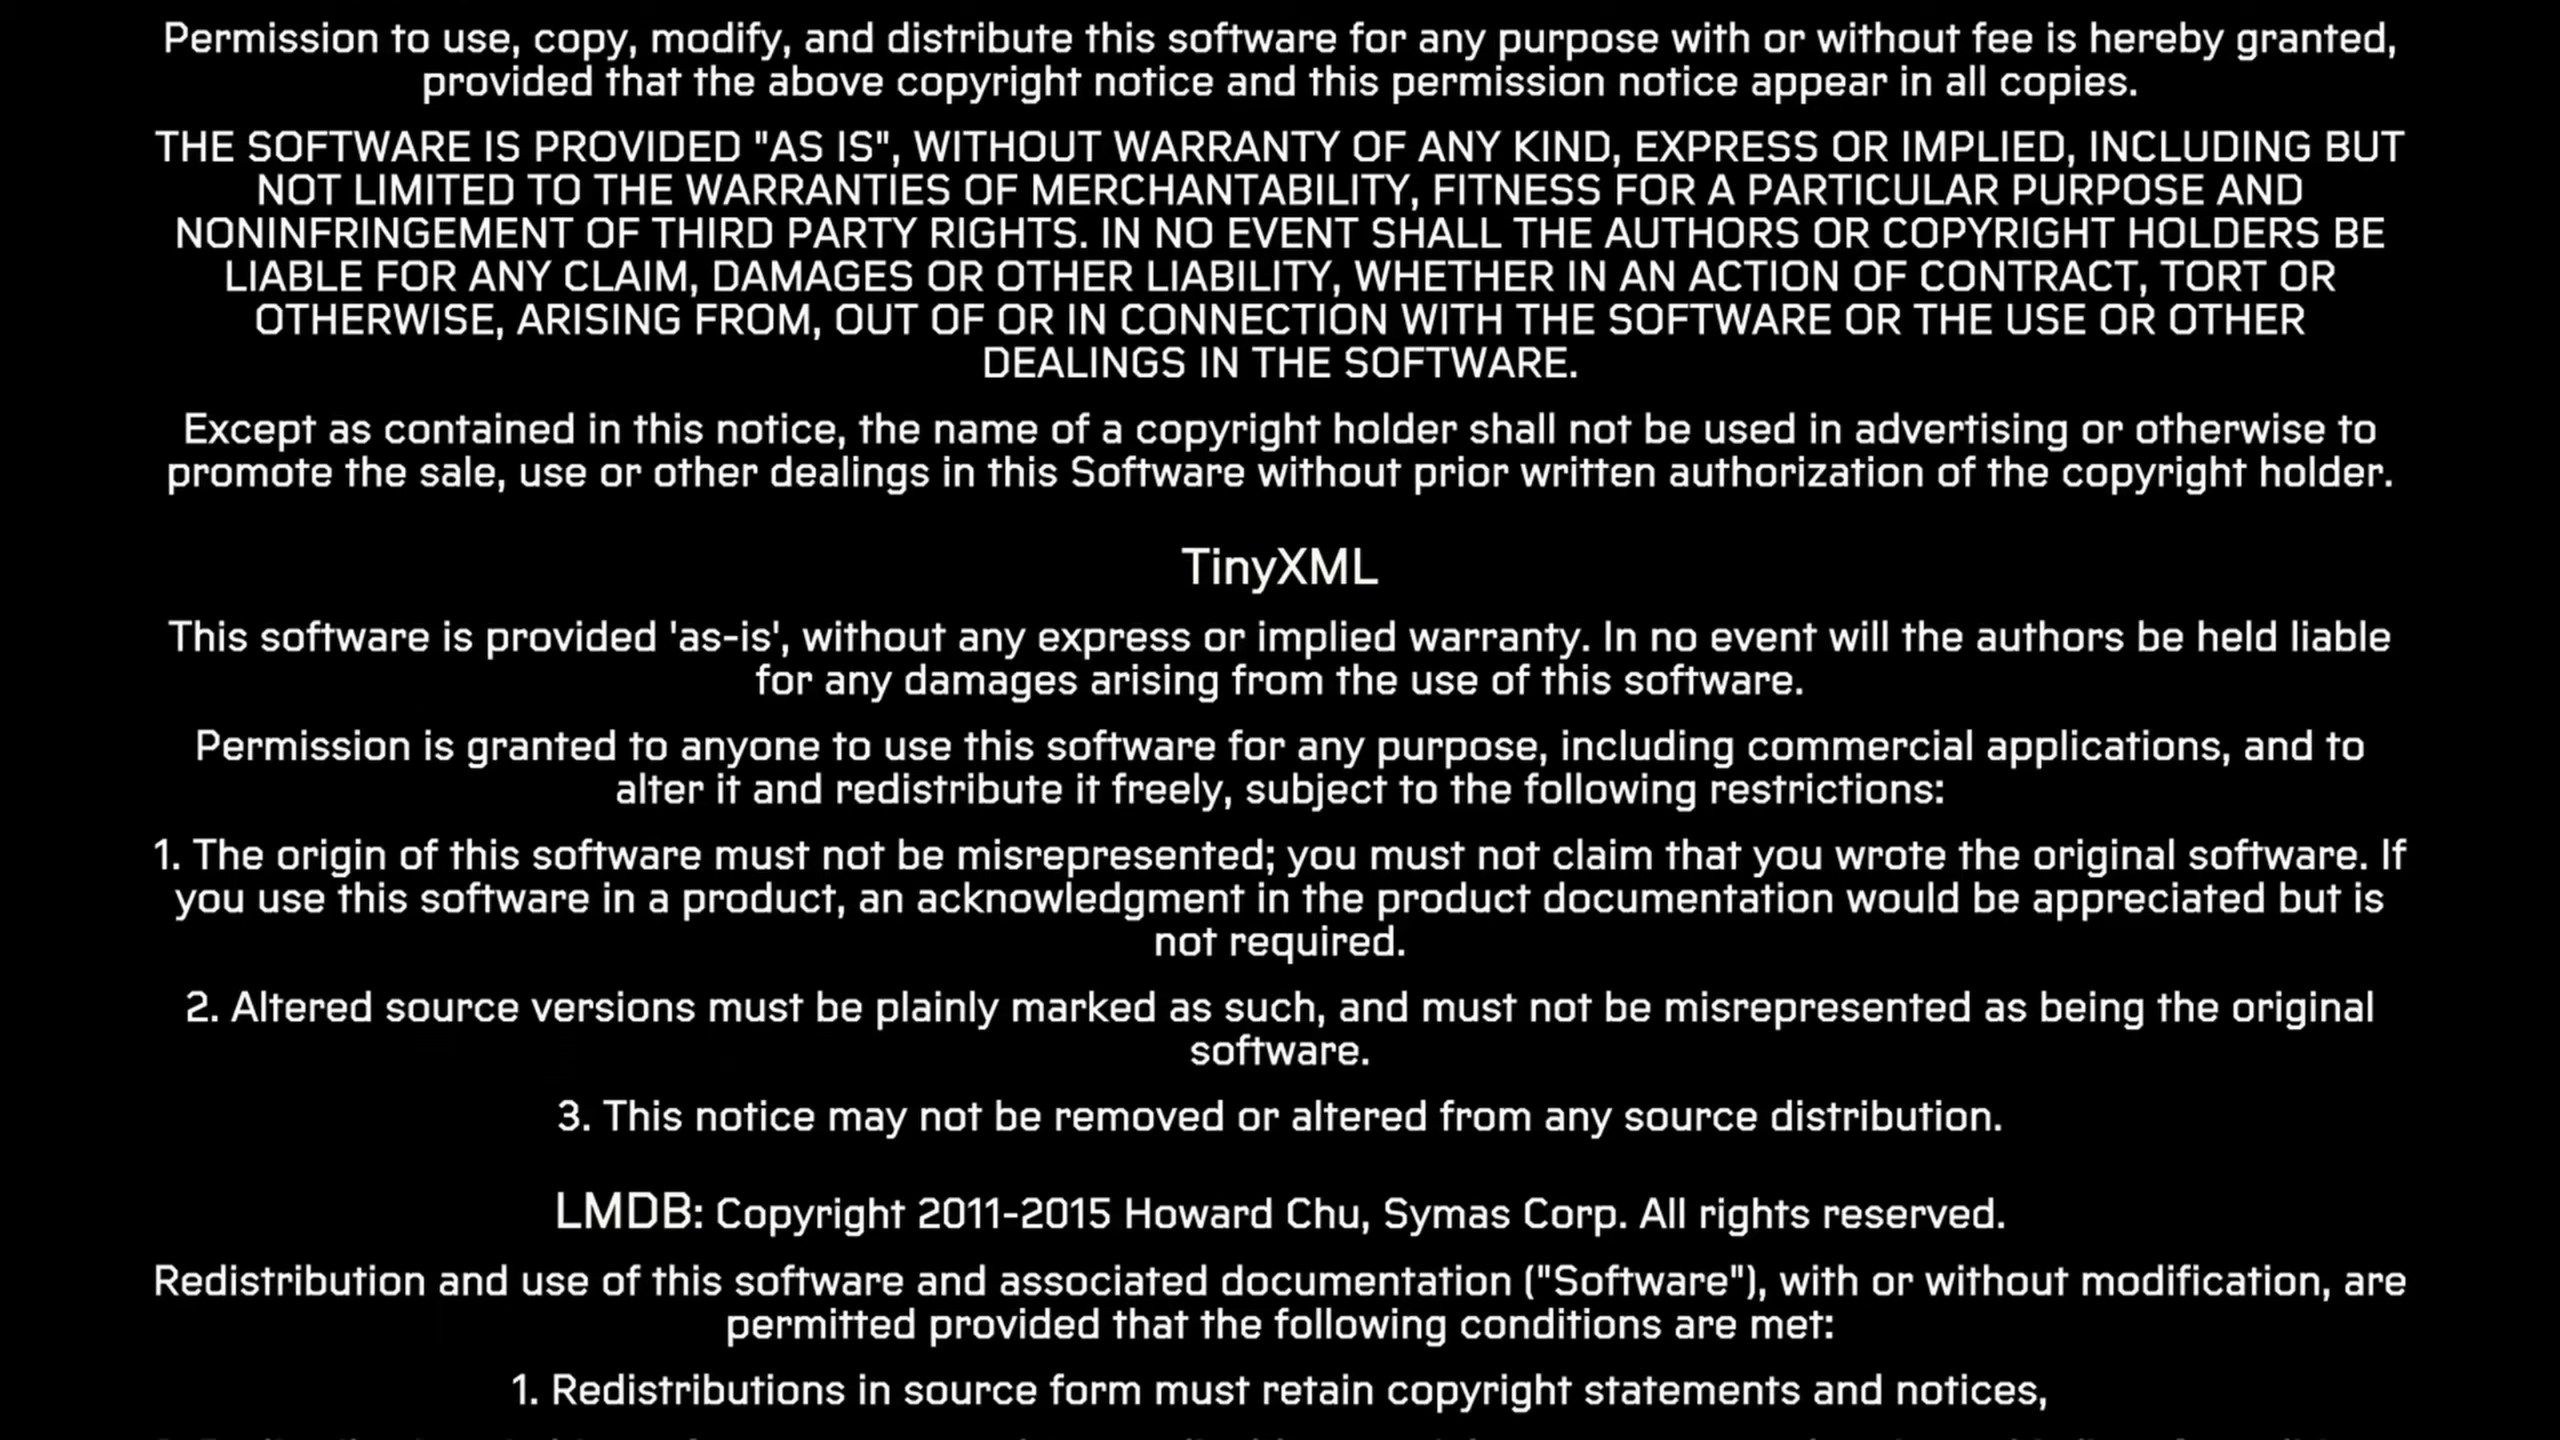 Permission to use, copy, modify, and distribute this software for any purpose with or without fee is hereby granted,
provided that the above copyright notice and this permission notice appear in all copies.
THE SOFTWARE IS PROVIDED "AS IS", WITHOUT WARRANTY OF ANY KIND, EXPRESS OR IMPLIED, INCLUDING BUT
NOT LIMITED TO THE WARRANTIES OF MERCHANTABILITY, FITNESS FOR A PARTICULAR PURPOSE AND
NONINFRINGEMENT OF THIRD PARTY RIGHTS. IN NO EVENT SHALL THE AUTHORS OR COPYRIGHT HOLDERS BE
LIABLE FOR ANY CLAIM, DAMAGES OR OTHER LIABILITY, WHETHER IN AN ACTION OF CONTRACT, TORT OR
OTHERWISE, ARISING FROM, OUT OF OR IN CONNECTION WITH THE SOFTWARE OR THE USE OR OTHER
DEALINGS IN THE SOFTWARE.
Except as contained in this notice, the name of a copyright holder shall not be used in advertising or otherwise to
promote the sale, use or other dealings in this Software without prior written authorization of the copyright holder.
TinyXML
This software is provided 'as-is', without any express or implied warranty. In no event will the authors be held liable
for any damages arising from the use of this software.
Permission is granted to anyone to use this software for any purpose, including commercial applications, and to
alter it and redistribute it freely, subject to the following restrictions:
1. The origin of this software must not be misrepresented; you must not claim that you wrote the original software. If
you use this software in a product, an acknowledgment in the product documentation would be appreciated but is
not required.
2. Altered source versions must be plainly marked as such, and must not be misrepresented as being the original
software.
3. This notice may not be removed or altered from any source distribution.
LMDB: Copyright 2011-2015 Howard Chu, Symas Corp. All rights reserved.
Redistribution and use of this software and associated documentation ("Software"), with or without modification, are
permitted provided that the following conditions are met:
1. Redistributions in source form must retain copyright statements and notices,